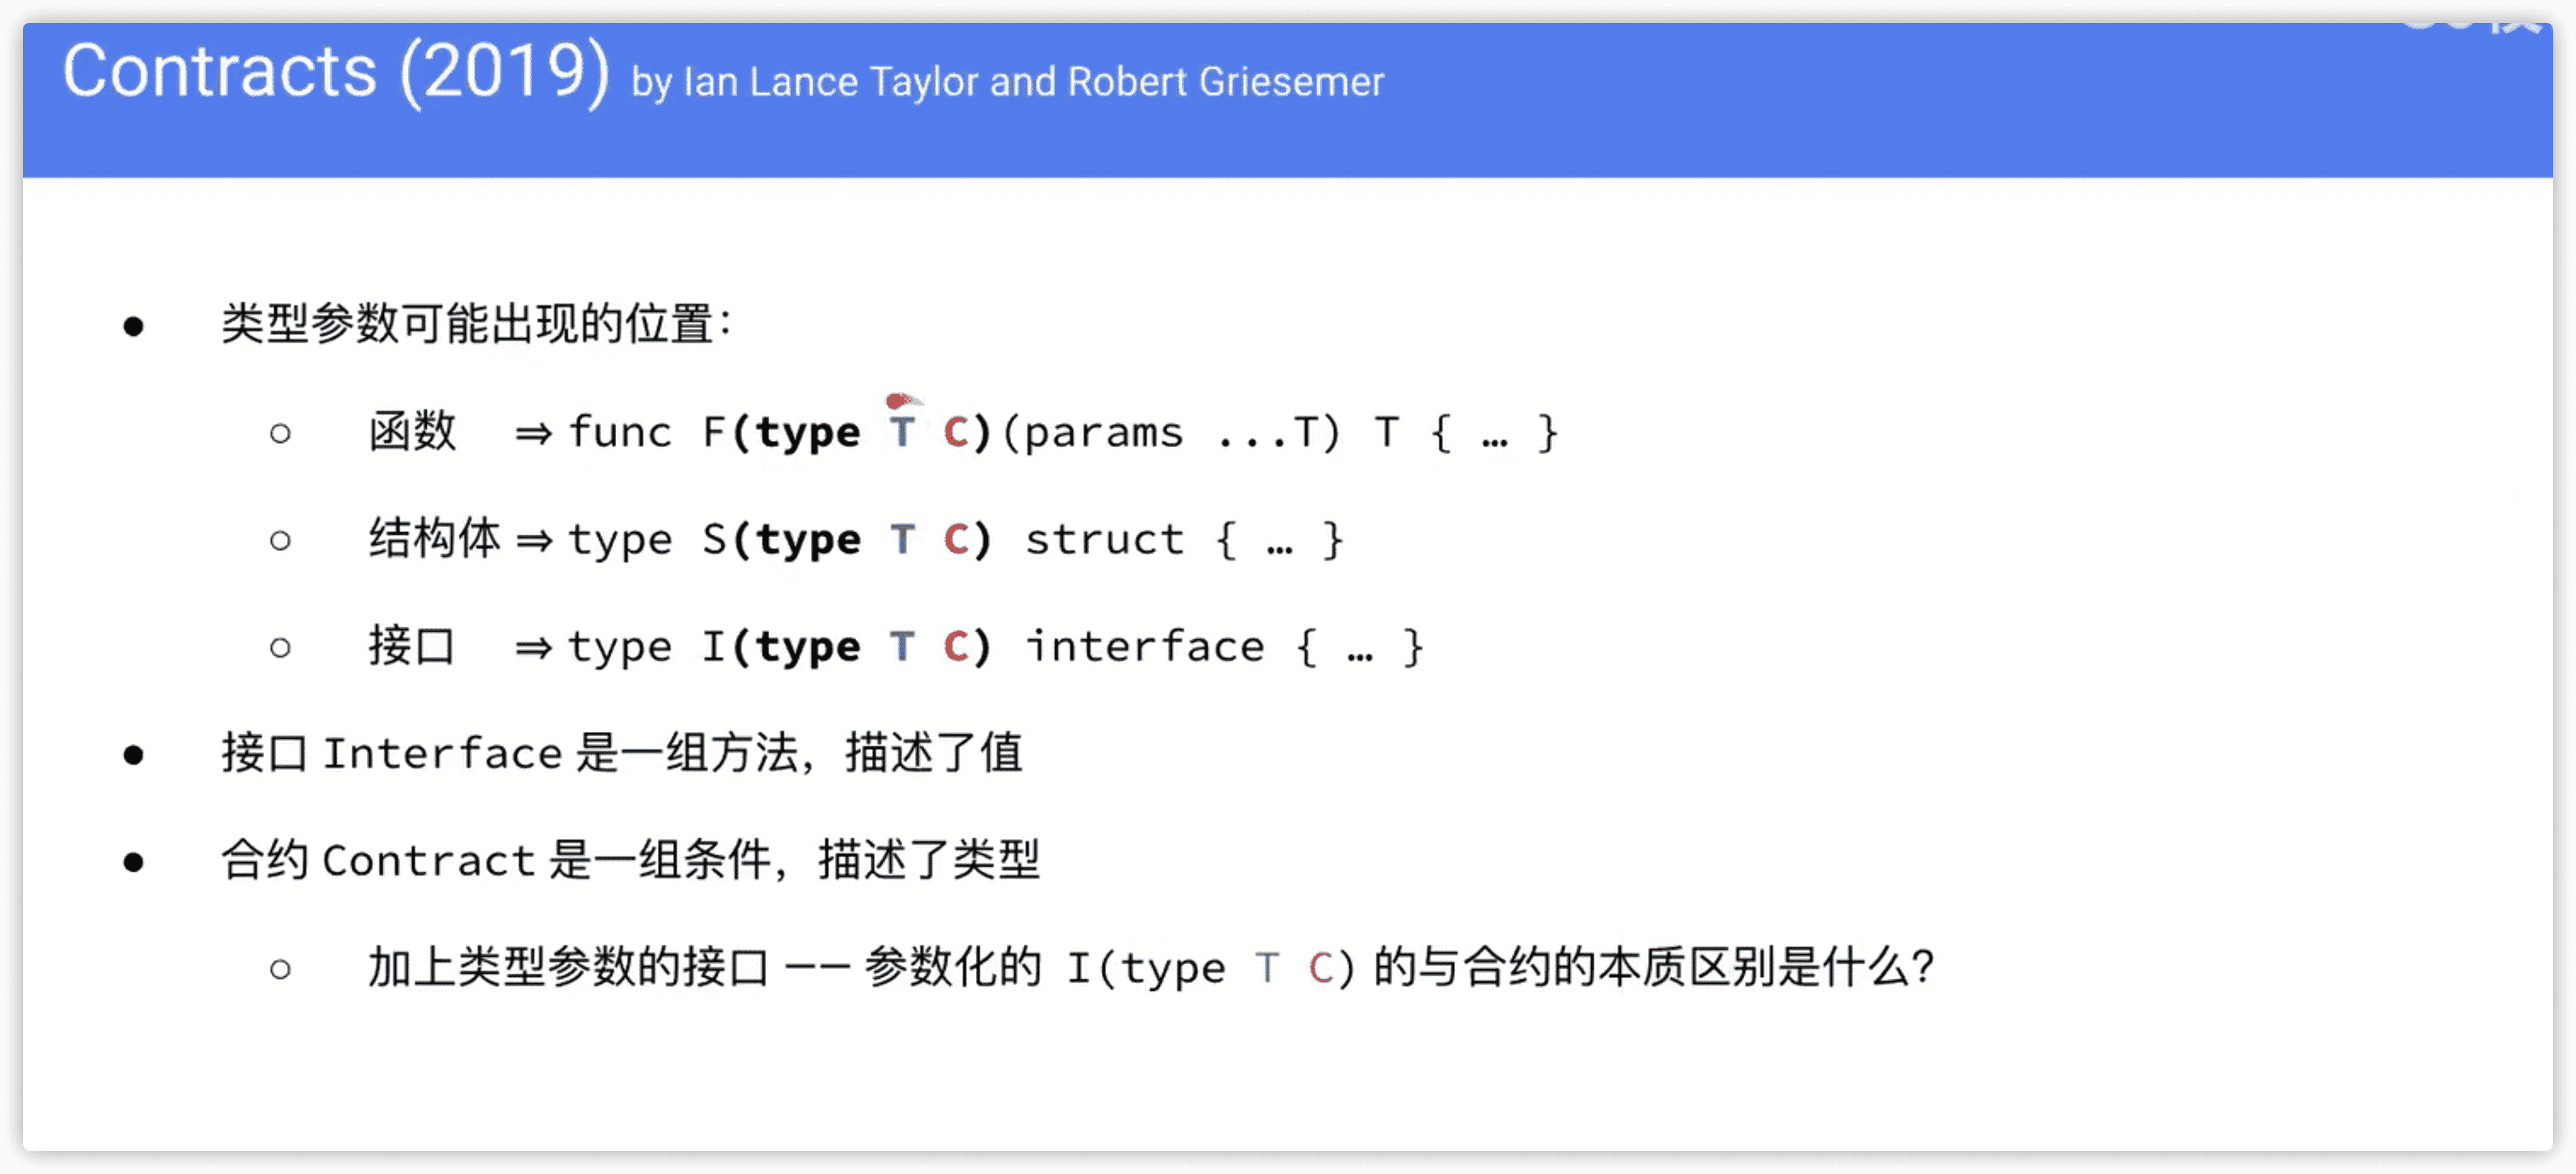 Contracts (2019) by Ian Lance Taylor and Robert Griesemer
● 类型参数可能出现的位置：
○ 函数 ⇒ func F(type T C)(params ...T) T { … }
○ 结构体 ⇒ type S(type T C) struct { … }
○ 接口 ⇒ type I(type T C) interface { … }
● 接口 Interface 是一组方法，描述了值
● 合约 Contract 是一组条件，描述了类型
○ 加上类型参数的接口 —— 参数化的 I(type T C) 的与合约的本质区别是什么？